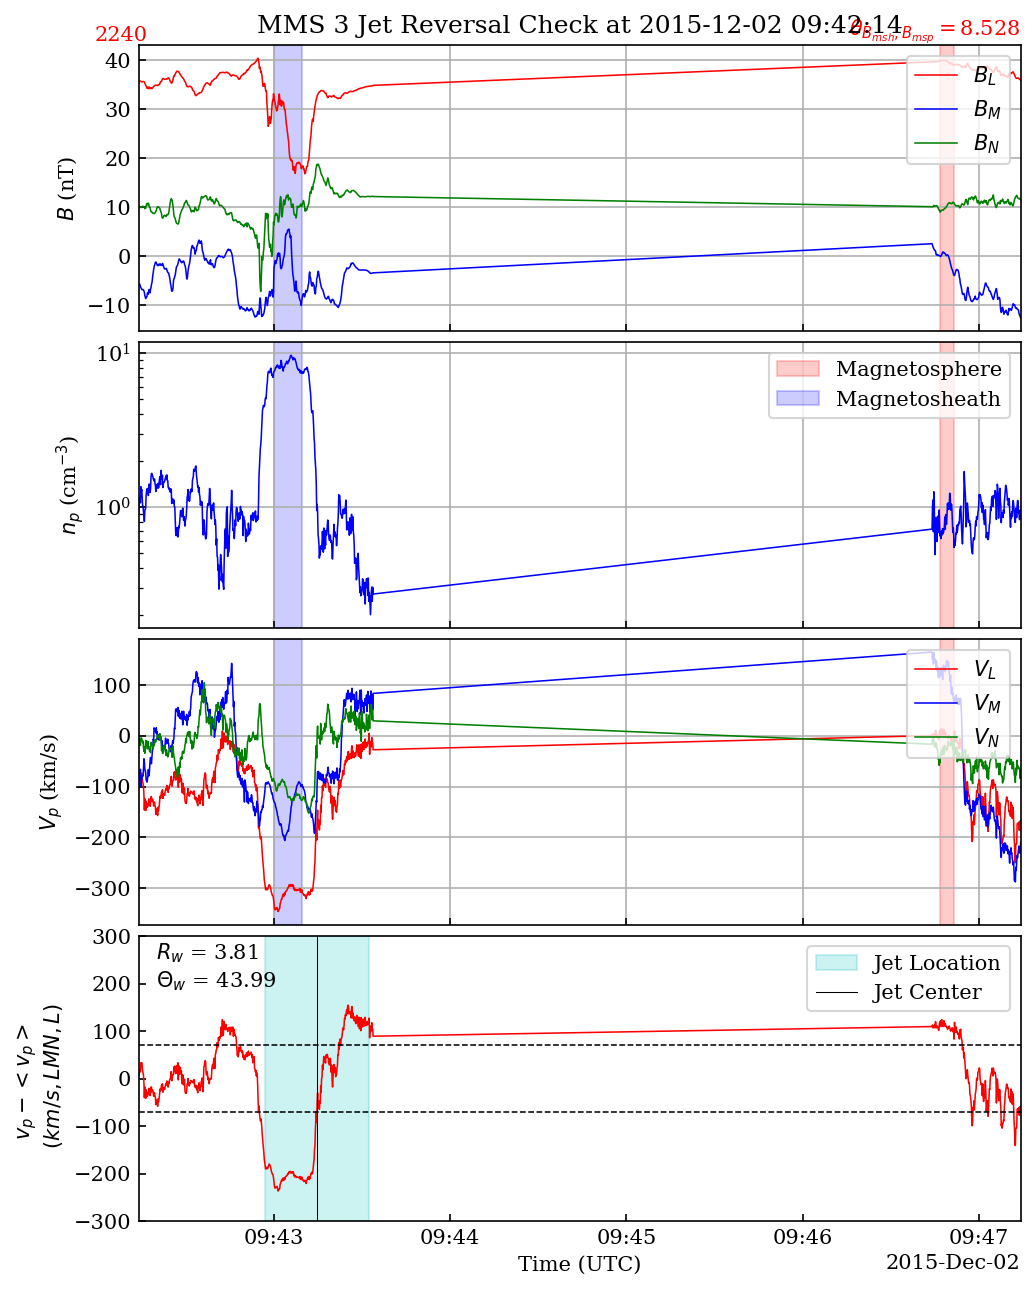 MMS 3 Jet Reversal Check at 2015-12-02 09:42:14
2240
θ_{B_{msh}, B_{msp}} = 8.528
40
30
20
10
0
−10
B (nT)
B_L
B_M
B_N
10^1
10^0
n_p (cm^{−3})
Magnetosphere
Magnetosheath
100
0
−100
−200
−300
V_p (km/s)
V_L
V_M
V_N
300
200
100
0
−100
−200
−300
v_p − < v_p >
(km/s, LMN, L)
R_w = 3.81
Θ_w = 43.99
Jet Location
Jet Center
09:43
09:44
09:45
09:46
09:47
Time (UTC)
2015-Dec-02